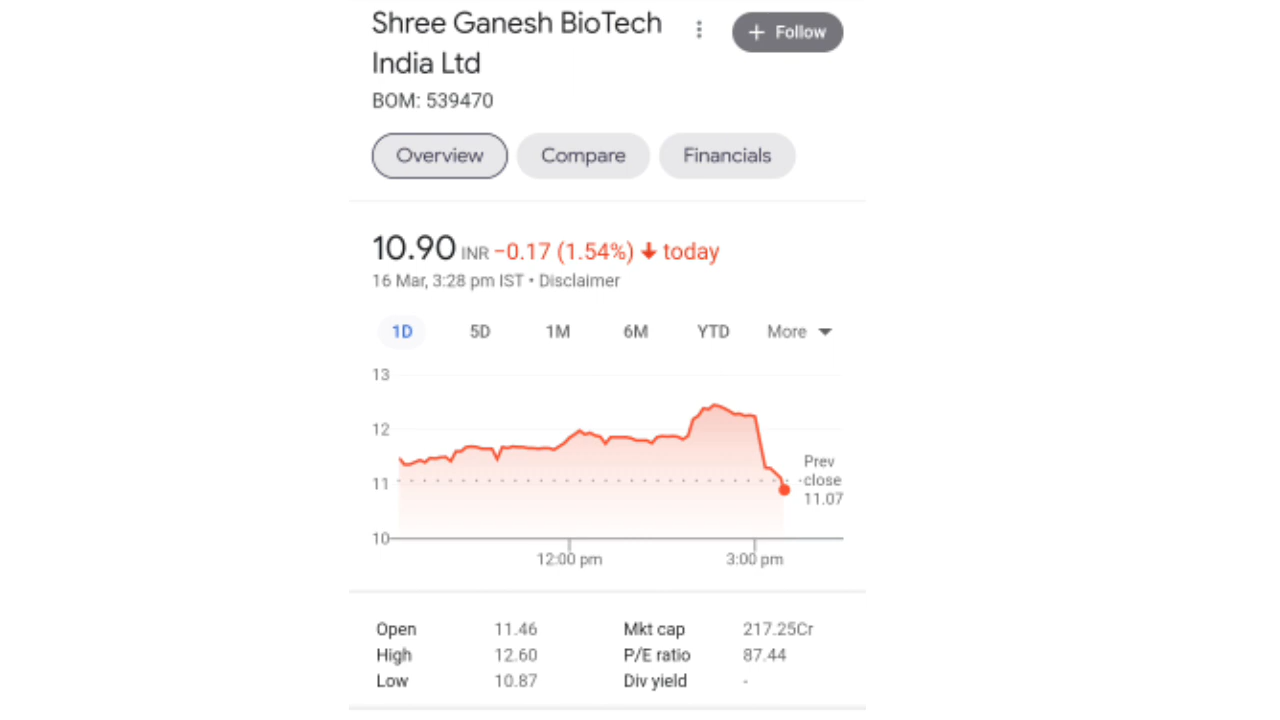 Shree Ganesh BioTech
India Ltd
+ Follow
BOM: 539470
Overview Compare Financials
10.90 INR −0.17 (1.54%) ↓ today
16 Mar, 3:28 pm IST • Disclaimer
1D 5D 1M 6M YTD More
13
12
11
10
Prev
close
11.07
12:00 pm 3:00 pm
Open 11.46 Mkt cap 217.25Cr
High 12.60 P/E ratio 87.44
Low 10.87 Div yield -